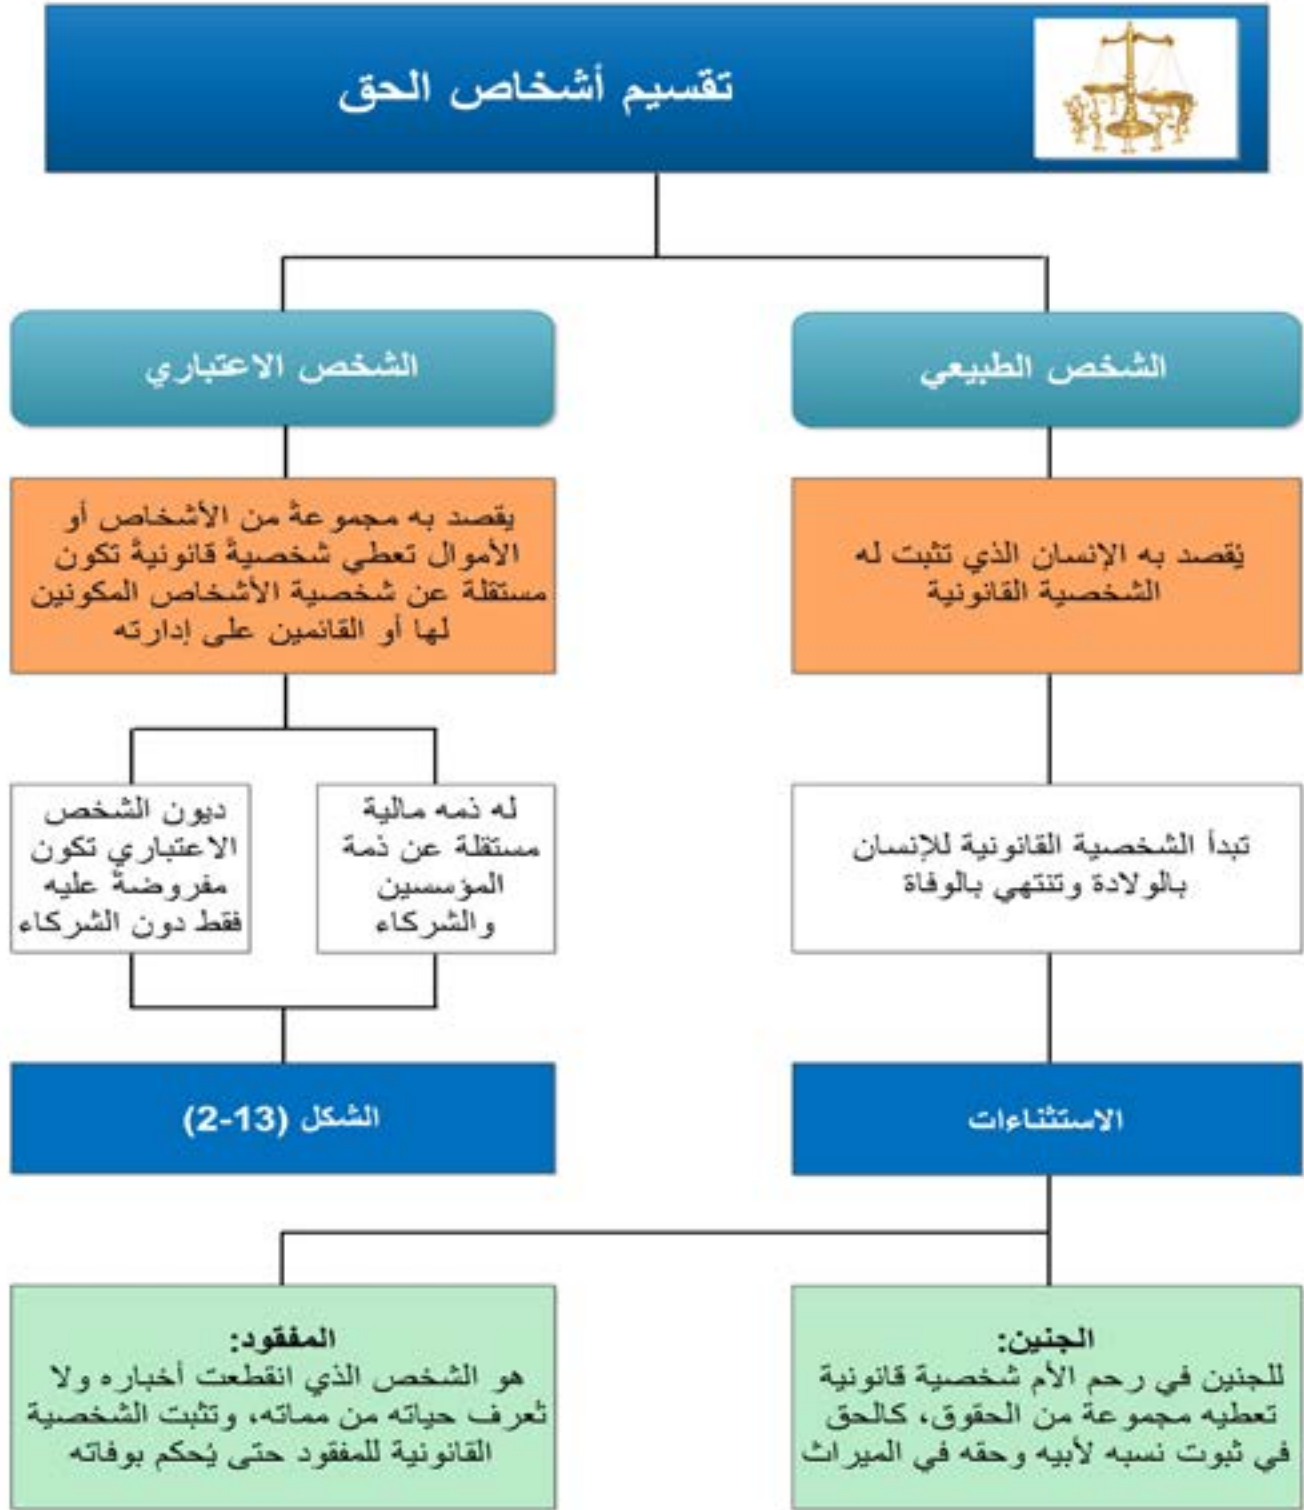 تقسيم أشخاص الحق
الشخص الطبيعي
يُقصد به الإنسان الذي تثبت له
الشخصية القانونية
تبدأ الشخصية القانونية للإنسان
بالولادة وتنتهي بالوفاة
الشخص الاعتباري
يقصد به مجموعةً من الأشخاص أو
الأموال تعطي شخصيةً قانونيةً تكون
مستقلة عن شخصية الأشخاص المكونين
لها أو القائمين على إدارته
له ذمه مالية
مستقلة عن ذمة
المؤسسين
والشركاء
ديون الشخص
الاعتباري تكون
مفروضةً عليه
فقط دون الشركاء
الاستثناءات
الشكل (13-2)
الجنين:
للجنين في رحم الأم شخصية قانونية
تعطيه مجموعة من الحقوق، كالحق
في ثبوت نسبه لأبيه وحقه في الميراث
المفقود:
هو الشخص الذي انقطعت أخباره ولا
تُعرف حياته من مماته، وتثبت الشخصية
القانونية للمفقود حتى يُحكم بوفاته